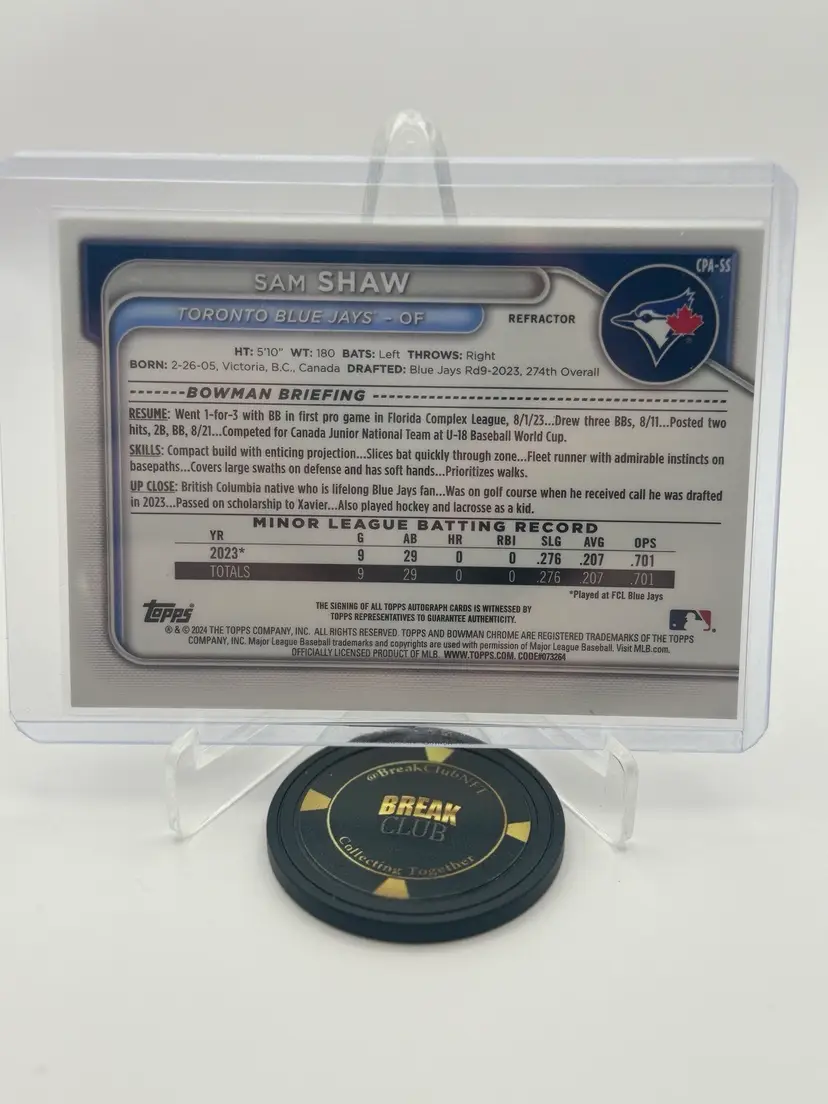 CPA-SS
SAM SHAW
TORONTO BLUE JAYS™ – OF
REFRACTOR
HT: 5'10" WT: 180 BATS: Left THROWS: Right
BORN: 2-26-05, Victoria, B.C., Canada DRAFTED: Blue Jays Rd9-2023, 274th Overall
BOWMAN BRIEFING
RESUME: Went 1-for-3 with BB in first pro game in Florida Complex League, 8/1/23...Drew three BBs, 8/11...Posted two
hits, 2B, BB, 8/21...Competed for Canada Junior National Team at U-18 Baseball World Cup.
SKILLS: Compact build with enticing projection...Slices bat quickly through zone...Fleet runner with admirable instincts on
basepaths...Covers large swaths on defense and has soft hands...Prioritizes walks.
UP CLOSE: British Columbia native who is lifelong Blue Jays fan...Was on golf course when he received call he was drafted
in 2023...Passed on scholarship to Xavier...Also played hockey and lacrosse as a kid.
MINOR LEAGUE BATTING RECORD
YR G AB HR RBI SLG AVG OPS
2023* 9 29 0 0 .276 .207 .701
TOTALS 9 29 0 0 .276 .207 .701
*Played at FCL Blue Jays
Topps
THE SIGNING OF ALL TOPPS AUTOGRAPH CARDS IS WITNESSED BY
TOPPS REPRESENTATIVES TO GUARANTEE AUTHENTICITY.
® & © 2024 THE TOPPS COMPANY, INC. ALL RIGHTS RESERVED. TOPPS AND BOWMAN CHROME ARE REGISTERED TRADEMARKS OF THE TOPPS
COMPANY, INC. Major League Baseball trademarks and copyrights are used with permission of Major League Baseball. Visit MLB.com.
OFFICIALLY LICENSED PRODUCT OF MLB. WWW.TOPPS.COM. CODE#073264
@BreakClubNFT
BREAK
CLUB
Collecting Together